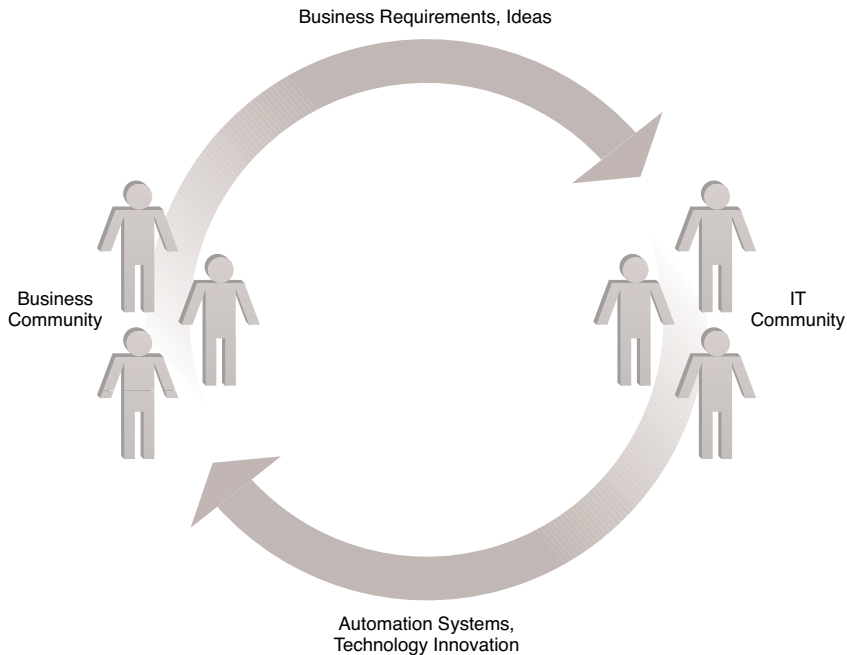 Business Requirements, Ideas
Business
Community
IT
Community
Automation Systems,
Technology Innovation